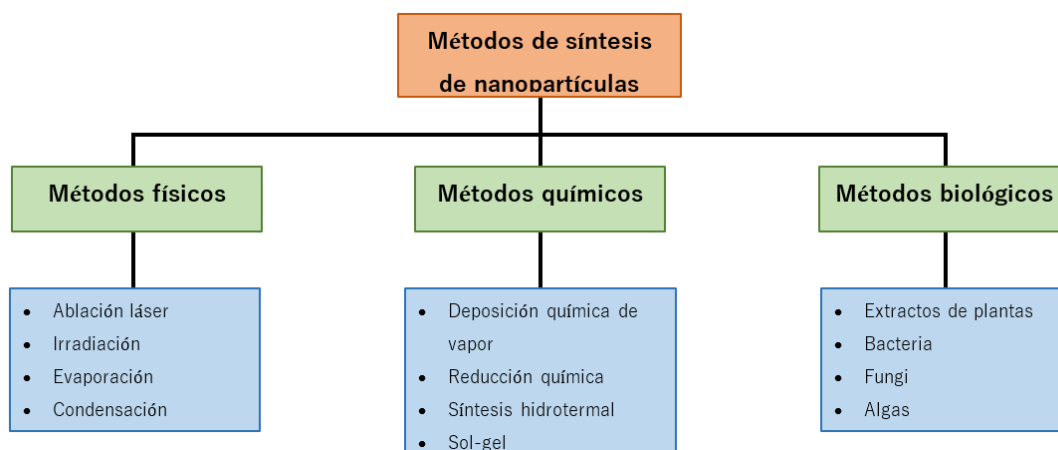 Métodos de síntesis
de nanopartículas
Métodos físicos
Métodos químicos
Métodos biológicos
• Ablación láser
• Irradiación
• Evaporación
• Condensación
• Deposición química de
vapor
• Reducción química
• Síntesis hidrotermal
• Sol-gel
• Extractos de plantas
• Bacteria
• Fungi
• Algas